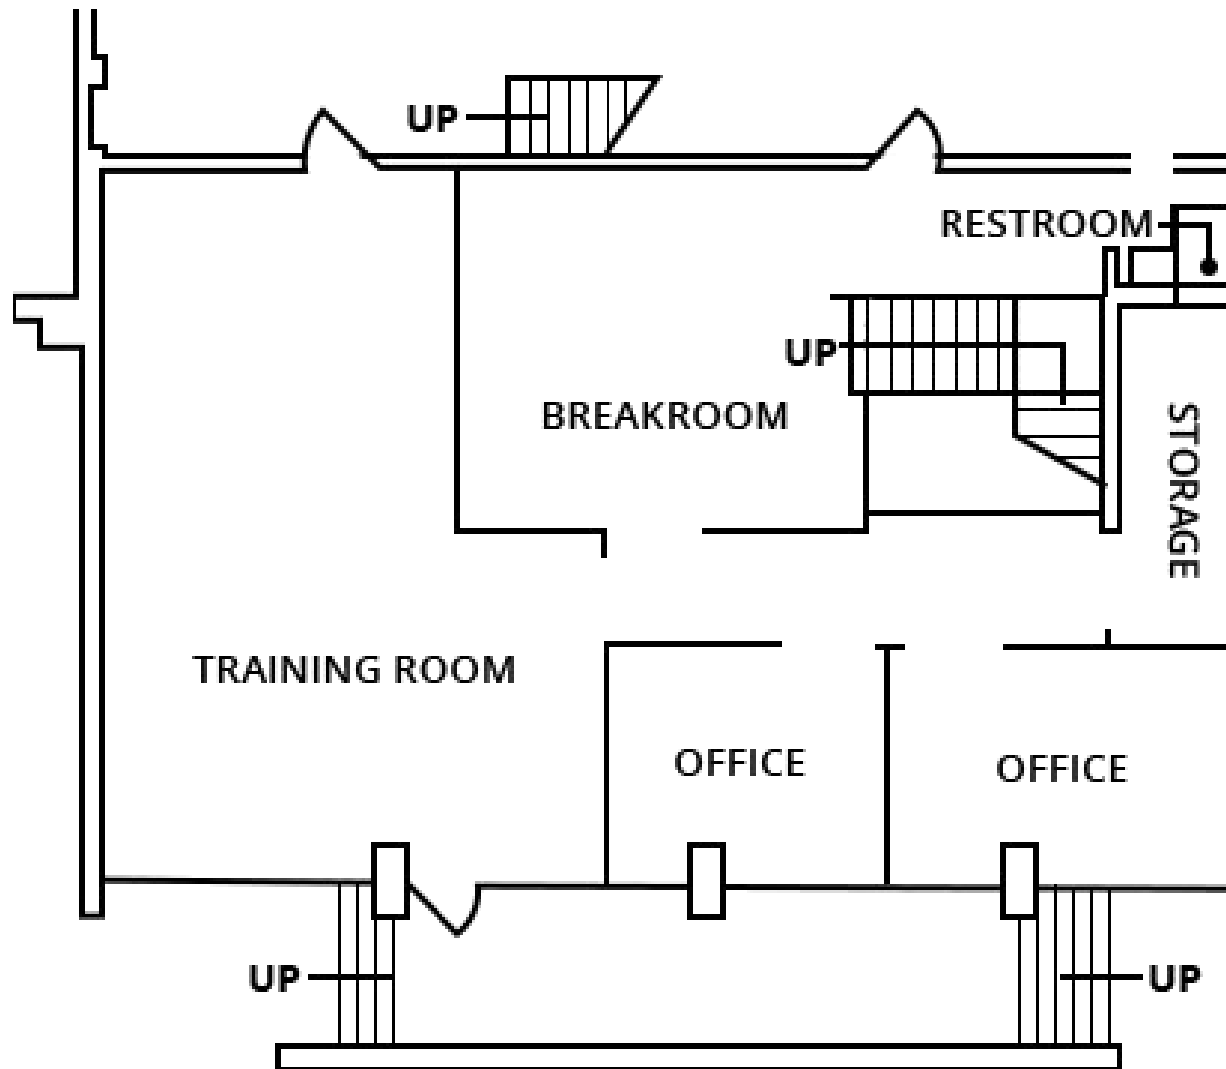 UP
RESTROOM
UP
BREAKROOM
STORAGE
TRAINING ROOM
OFFICE
OFFICE
UP
UP